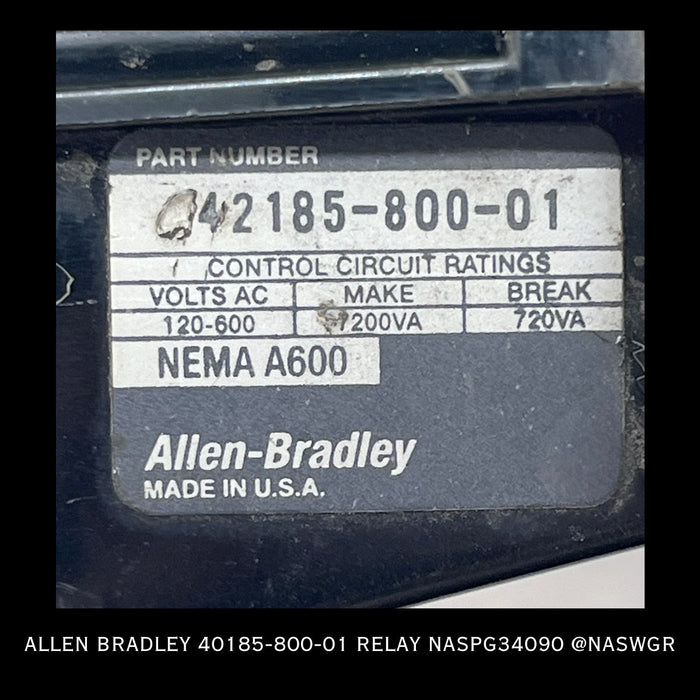 PART NUMBER
42185-800-01
CONTROL CIRCUIT RATINGS
VOLTS AC MAKE BREAK
120-600 7200VA 720VA
NEMA A600
Allen-Bradley
MADE IN U.S.A.
ALLEN BRADLEY 40185-800-01 RELAY NASPG34090 @NASWGR